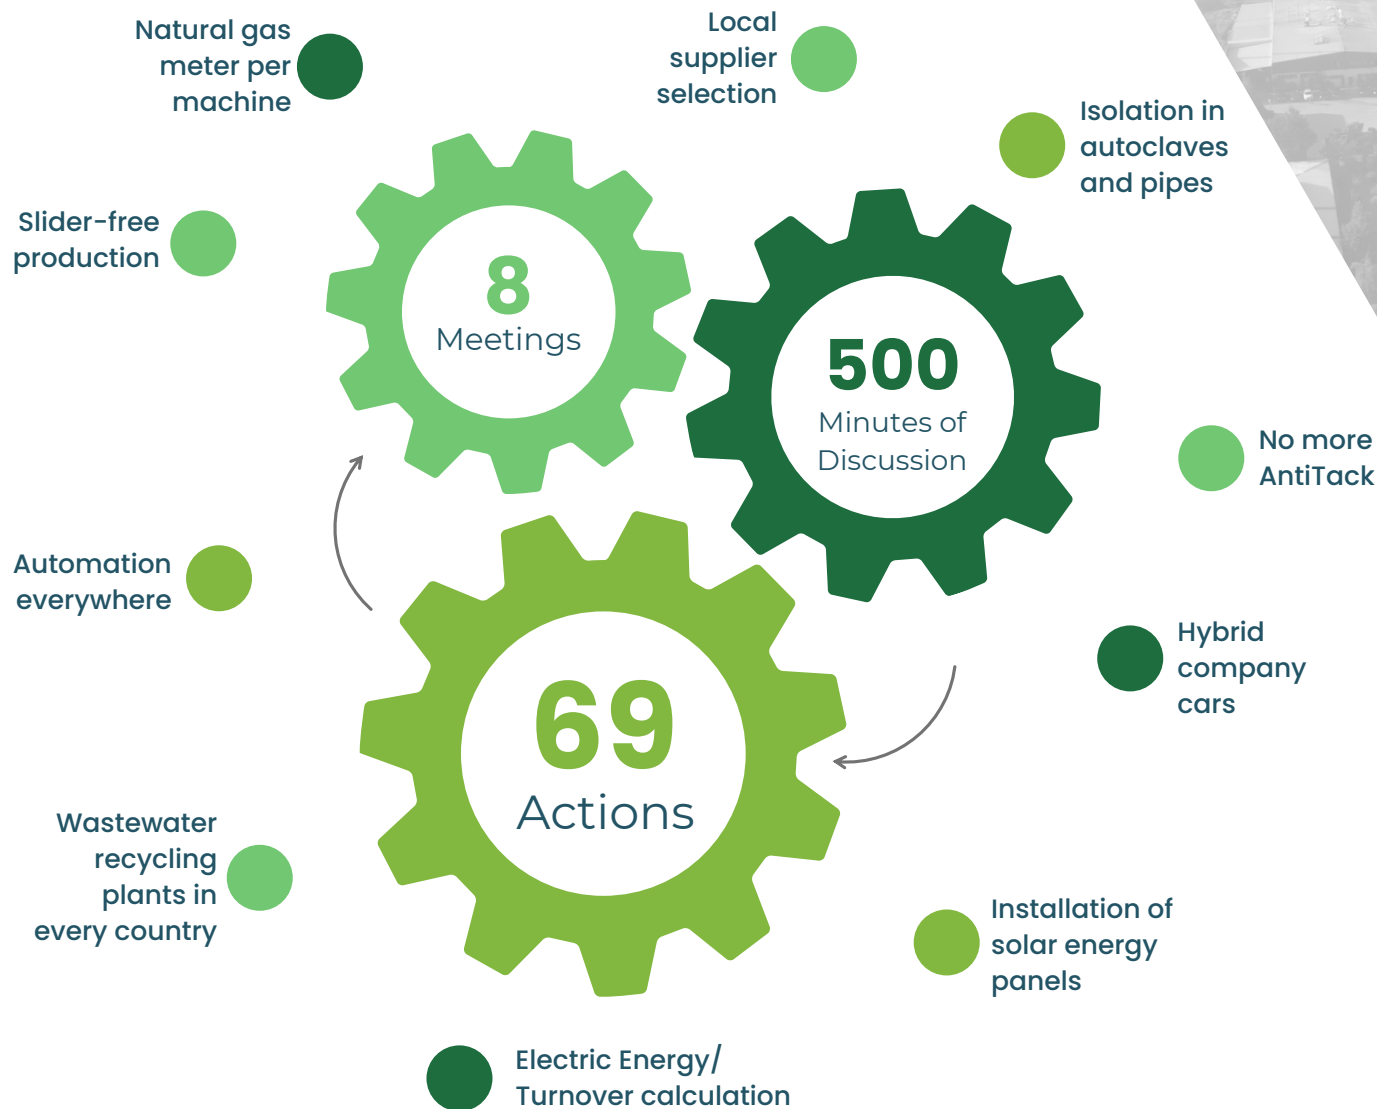 Natural gas
meter per
machine
Local
supplier
selection
Isolation in
autoclaves
and pipes
Slider-free
production
8
Meetings
500
Minutes of
Discussion
No more
AntiTack
Automation
everywhere
Hybrid
company
cars
69
Actions
Wastewater
recycling
plants in
every country
Installation of
solar energy
panels
Electric Energy/
Turnover calculation